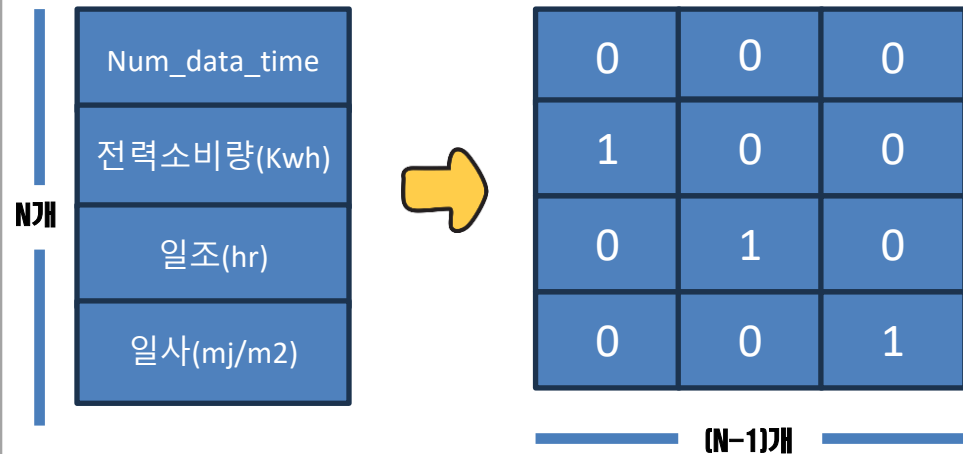 Num_data_time
전력소비량(Kwh)
일조(hr)
일사(mj/m2)
N개
0 0 0
1 0 0
0 1 0
0 0 1
(N-1)개